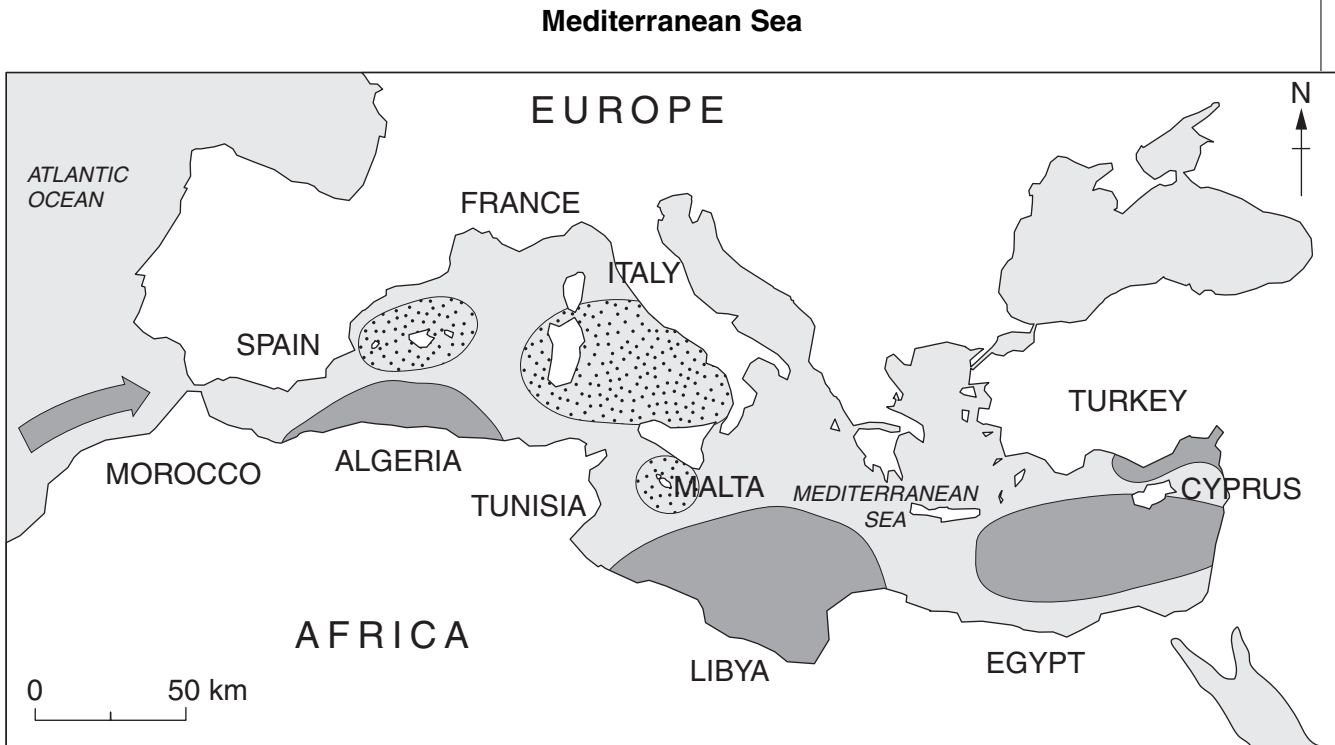 Mediterranean Sea
EUROPE
N
ATLANTIC
OCEAN
FRANCE
ITALY
SPAIN
TURKEY
MOROCCO
ALGERIA
TUNISIA
MALTA
MEDITERRANEAN
SEA
CYPRUS
AFRICA
LIBYA
EGYPT
0 50 km